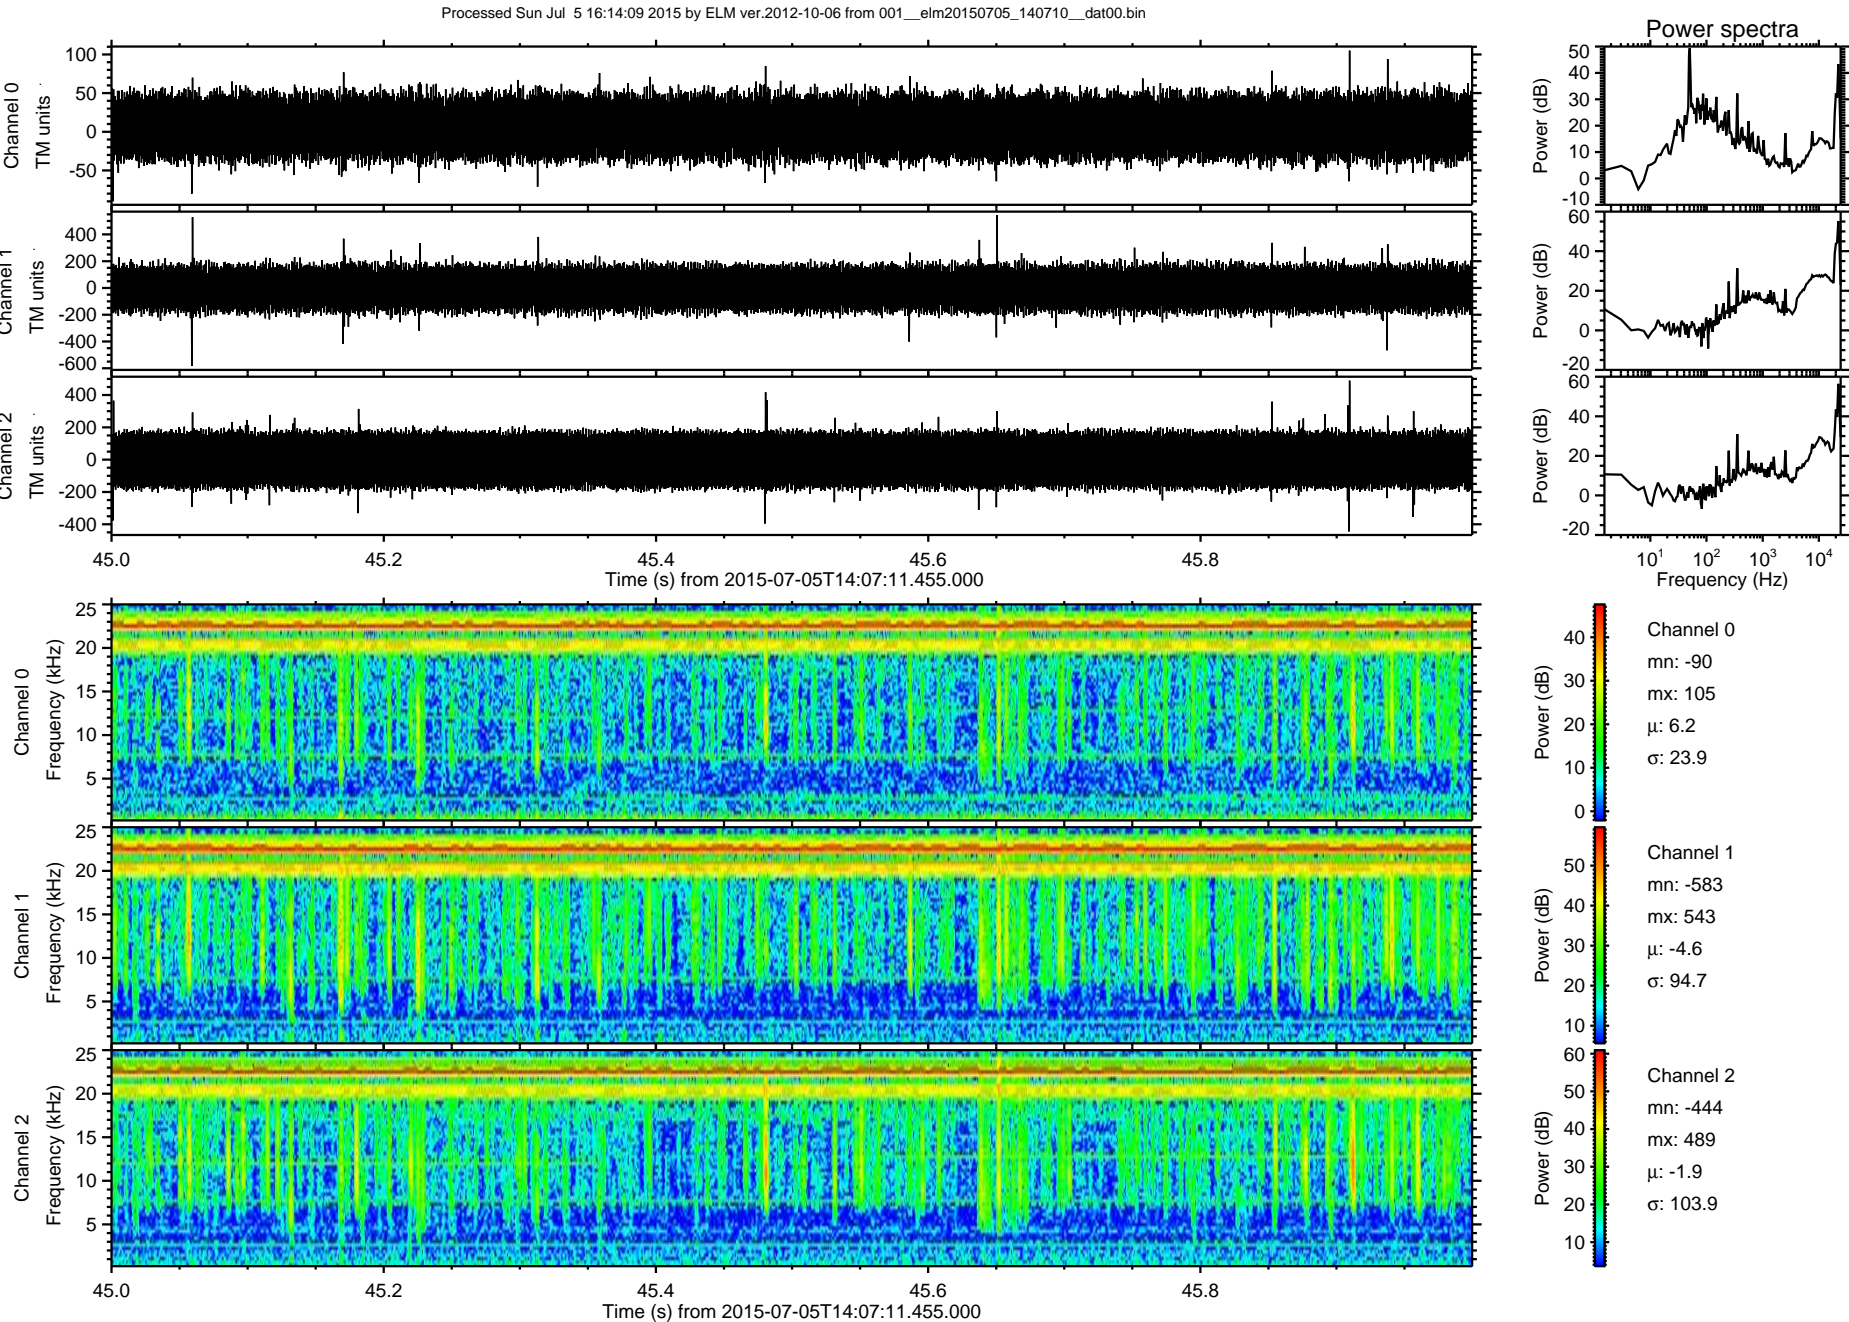 Processed Sun Jul  5 16:14:09 2015 by ELM ver.2012-10-06 from 001__elm20150705_140710__dat00.bin
Power spectra
Channel 0
TM units
100
50
0
-50
Power (dB)
50
40
30
20
10
0
-10
Channel 1
TM units
400
200
0
-200
-400
-600
Power (dB)
60
40
20
0
-20
Channel 2
TM units
400
200
0
-200
-400
Power (dB)
60
40
20
0
-20
45.0 45.2 45.4 45.6 45.8
Time (s) from 2015-07-05T14:07:11.455.000
10¹ 10² 10³ 10⁴
Frequency (Hz)
Channel 0
Frequency (kHz)
25
20
15
10
5
Power (dB)
40
30
20
10
0
Channel 0
mn: -90
mx: 105
μ: 6.2
σ: 23.9
Channel 1
Frequency (kHz)
25
20
15
10
5
Power (dB)
50
40
30
20
10
Channel 1
mn: -583
mx: 543
μ: -4.6
σ: 94.7
Channel 2
Frequency (kHz)
25
20
15
10
5
Power (dB)
60
50
40
30
20
10
Channel 2
mn: -444
mx: 489
μ: -1.9
σ: 103.9
45.0 45.2 45.4 45.6 45.8
Time (s) from 2015-07-05T14:07:11.455.000